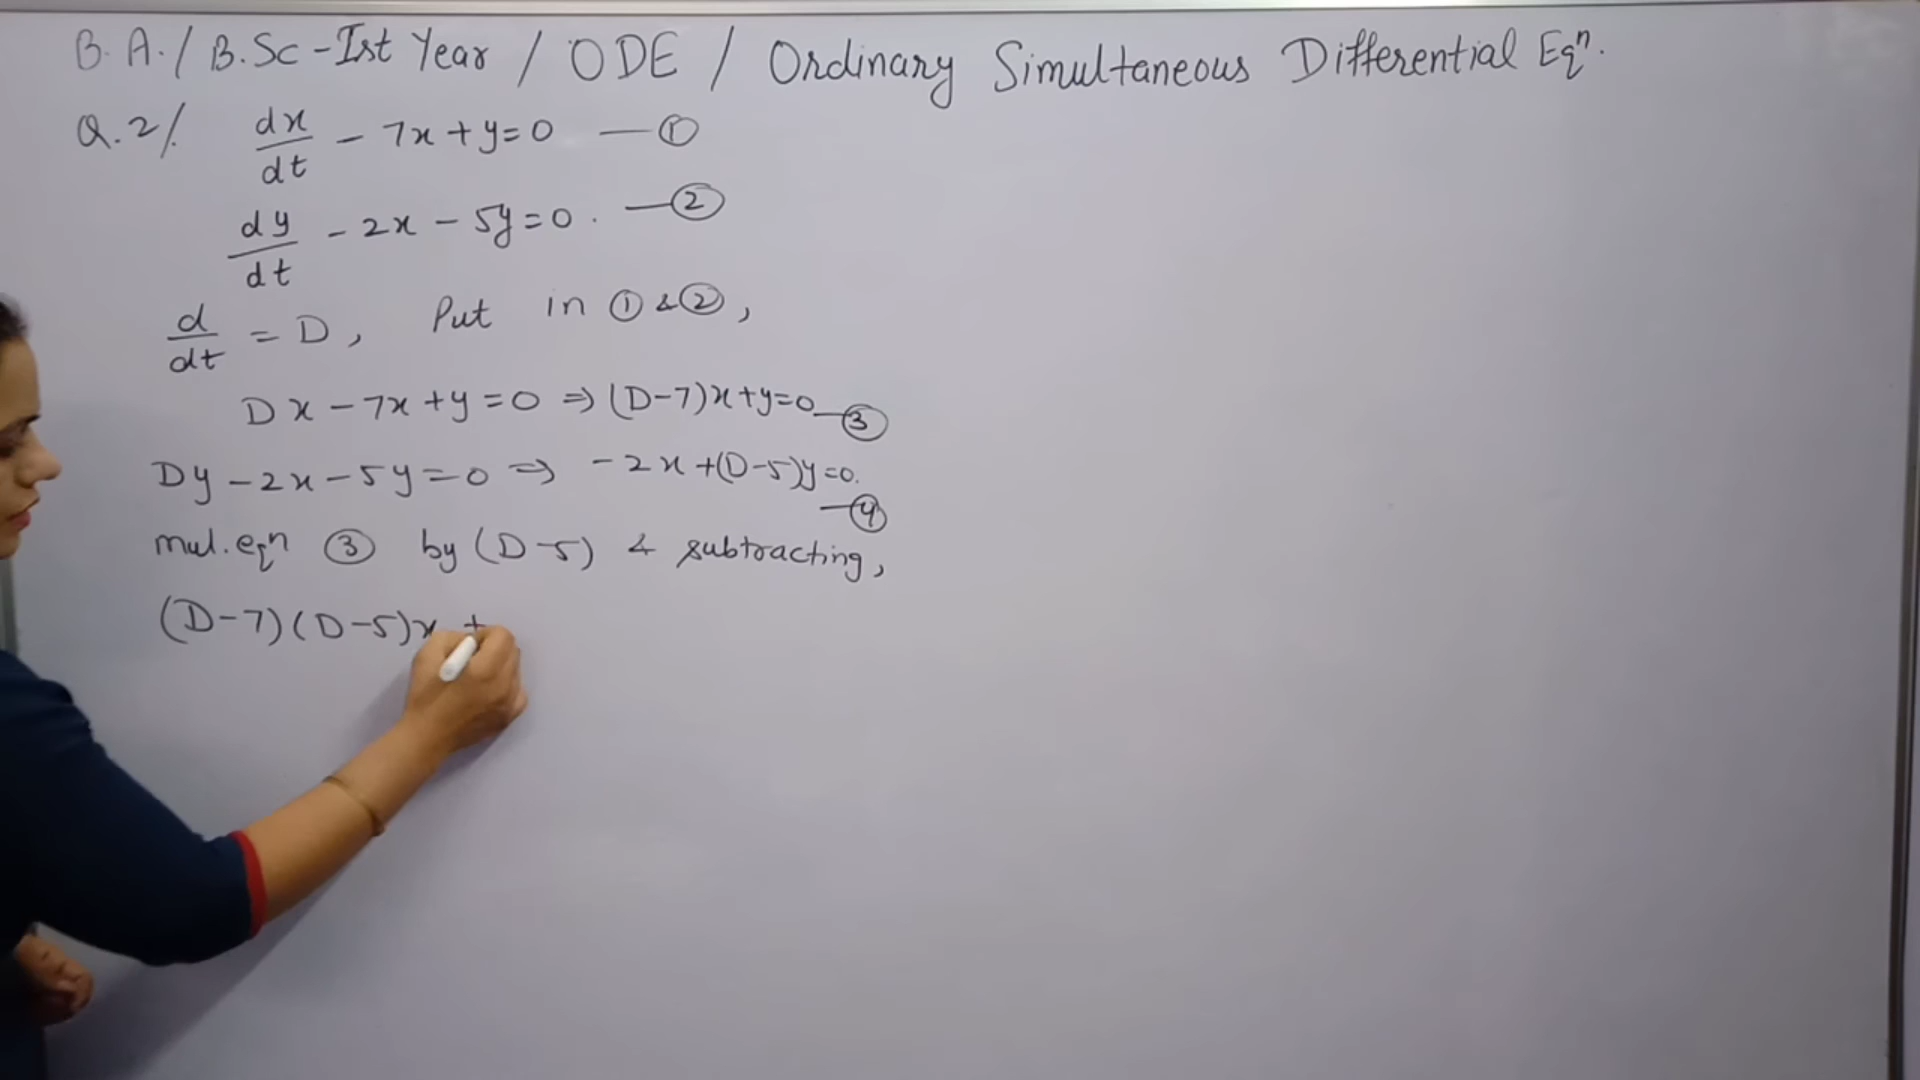 B.A./B.Sc-Ist Year / ODE / Ordinary Simultaneous Differential Eqⁿ.
Q.2/. dx/dt - 7x + y = 0 — ①
dy/dt - 2x - 5y = 0. — ②
d/dt = D, Put in ① & ②,
Dx - 7x + y = 0 ⇒ (D-7)x + y = 0 — ③
Dy - 2x - 5y = 0 ⇒ -2x + (D-5)y = 0. — ④
mul. eqⁿ ③ by (D-5) & subtracting,
(D-7)(D-5)x +